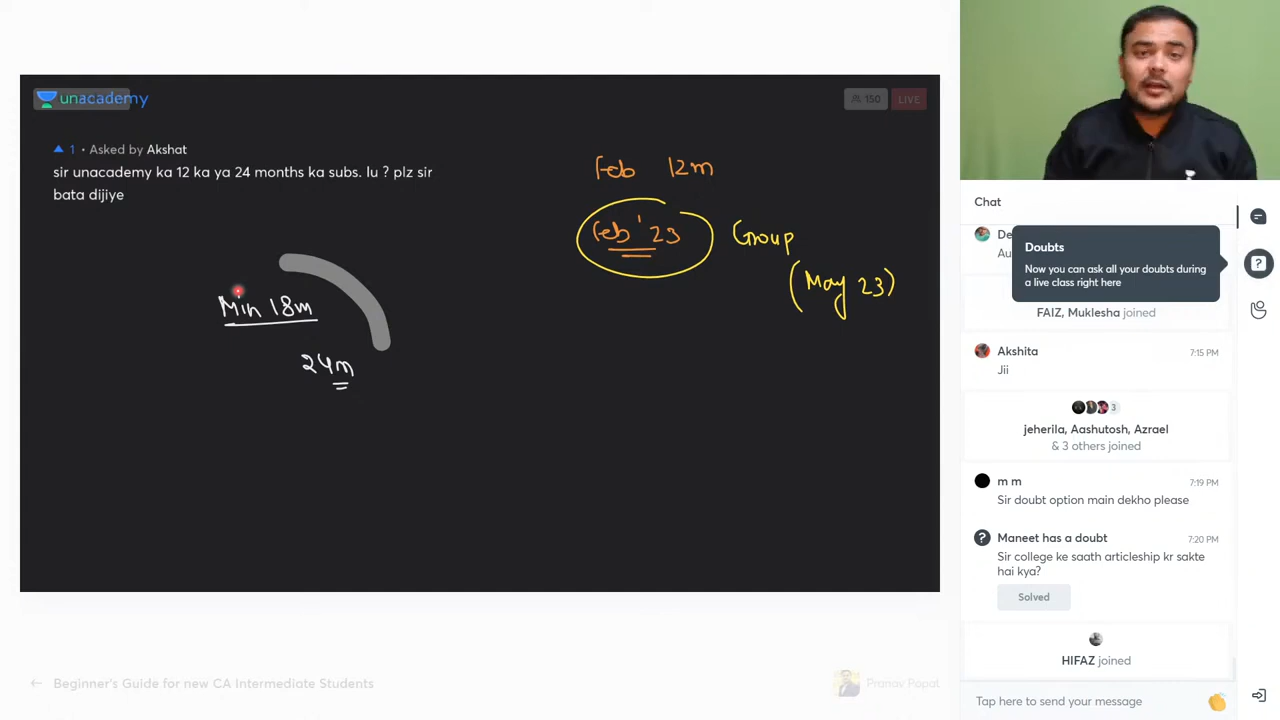 unacademy
150
LIVE
1 • Asked by Akshat
sir unacademy ka 12 ka ya 24 months ka subs. lu ? plz sir
bata dijiye
Feb 12m
Feb '23
Group
(May 23)
Min 18m
24m
Beginner's Guide for new CA Intermediate Students
Pranav Popat
Chat
De
Au
Doubts
Now you can ask all your doubts during
a live class right here
FAIZ, Muklesha joined
Akshita
7:15 PM
Jii
3
jeherila, Aashutosh, Azrael
& 3 others joined
m m
7:19 PM
Sir doubt option main dekho please
? Maneet has a doubt
7:20 PM
Sir college ke saath articleship kr sakte
hai kya?
Solved
HIFAZ joined
Tap here to send your message
?